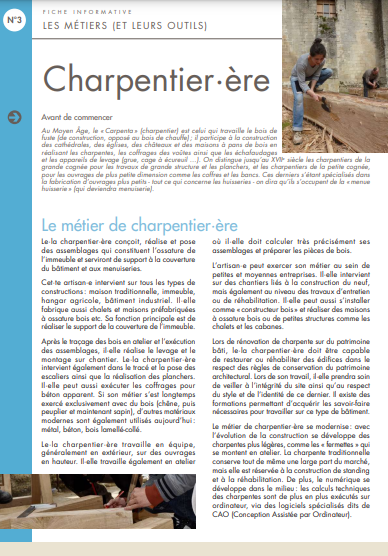 N°3
FICHE INFORMATIVE
LES MÉTIERS (ET LEURS OUTILS)
Charpentier·ère
Avant de commencer
Au Moyen Âge, le « Carpenta » (charpentier) est celui qui travaille le bois de
fuste (de construction, opposé au bois de chauffe) ; il participe à la construction
des cathédrales, des églises, des châteaux et des maisons à pans de bois en
réalisant les charpentes, les coffrages des voûtes ainsi que les échafaudages
et les appareils de levage (grue, cage à écureuil ...). On distingue jusqu'au XVIIe siècle les charpentiers de la
grande cognée pour les travaux de grande structure et les planchers, et les charpentiers de la petite cognée,
pour les ouvrages de plus petite dimension comme les coffres et les bancs. Ces derniers s'étant spécialisés dans
la fabrication d'ouvrages plus petits - tout ce qui concerne les huisseries - on dira qu'ils s'occupent de la « menue
huisserie » (qui deviendra menuiserie).
Le métier de charpentier·ère
Le·la charpentier·ère conçoit, réalise et pose
des assemblages qui constituent l'ossature de
l'immeuble et serviront de support à la couverture
du bâtiment et aux menuiseries.
Cet·te artisan·e intervient sur tous les types de
constructions : maison traditionnelle, immeuble,
hangar agricole, bâtiment industriel. Il·elle
fabrique aussi chalets et maisons préfabriquées
à ossature bois etc. Sa fonction principale est de
réaliser le support de la couverture de l'immeuble.
Après le traçage des bois en atelier et l'exécution
des assemblages, il·elle réalise le levage et le
montage sur chantier. Le·la charpentier·ère
intervient également dans le tracé et la pose des
escaliers ainsi que la réalisation des planchers.
Il·elle peut aussi exécuter les coffrages pour
béton apparent. Si son métier s'est longtemps
exercé exclusivement avec du bois (chêne, puis
peuplier et maintenant sapin), d'autres matériaux
modernes sont également utilisés aujourd'hui :
métal, béton, bois lamellé-collé.
Le·la charpentier·ère travaille en équipe,
généralement en extérieur, sur des ouvrages
en hauteur. Il·elle travaille également en atelier
où il·elle doit calculer très précisément ses
assemblages et préparer les pièces de bois.
L'artisan·e peut exercer son métier au sein de
petites et moyennes entreprises. Il·elle intervient
sur des chantiers liés à la construction du neuf,
mais également au niveau des travaux d'entretien
ou de réhabilitation. Il·elle peut aussi s'installer
comme « constructeur bois » et réaliser des maisons
à ossature bois ou de petites structures comme les
chalets et les cabanes.
Lors de rénovation de charpente sur du patrimoine
bâti, le·la charpentier·ère doit être capable
de restaurer ou réhabiliter des édifices dans le
respect des règles de conservation du patrimoine
architectural. Lors de son travail, il·elle prendra soin
de veiller à l'intégrité du site ainsi qu'au respect
du style et de l'identité de ce dernier. Il existe des
formations permettant d'acquérir les savoir-faire
nécessaires pour travailler sur ce type de bâtiment.
Le métier de charpentier·ère se modernise : avec
l'évolution de la construction se développe des
charpentes plus légères, comme les « fermettes » qui
se montent en atelier. La charpente traditionnelle
conserve tout de même une large part du marché,
mais elle est réservée à la construction de standing
et à la réhabilitation. De plus, le numérique se
développe dans le milieu : les calculs techniques
des charpentes sont de plus en plus exécutés sur
ordinateur, via des logiciels spécialisés dits de
CAO (Conception Assistée par Ordinateur).